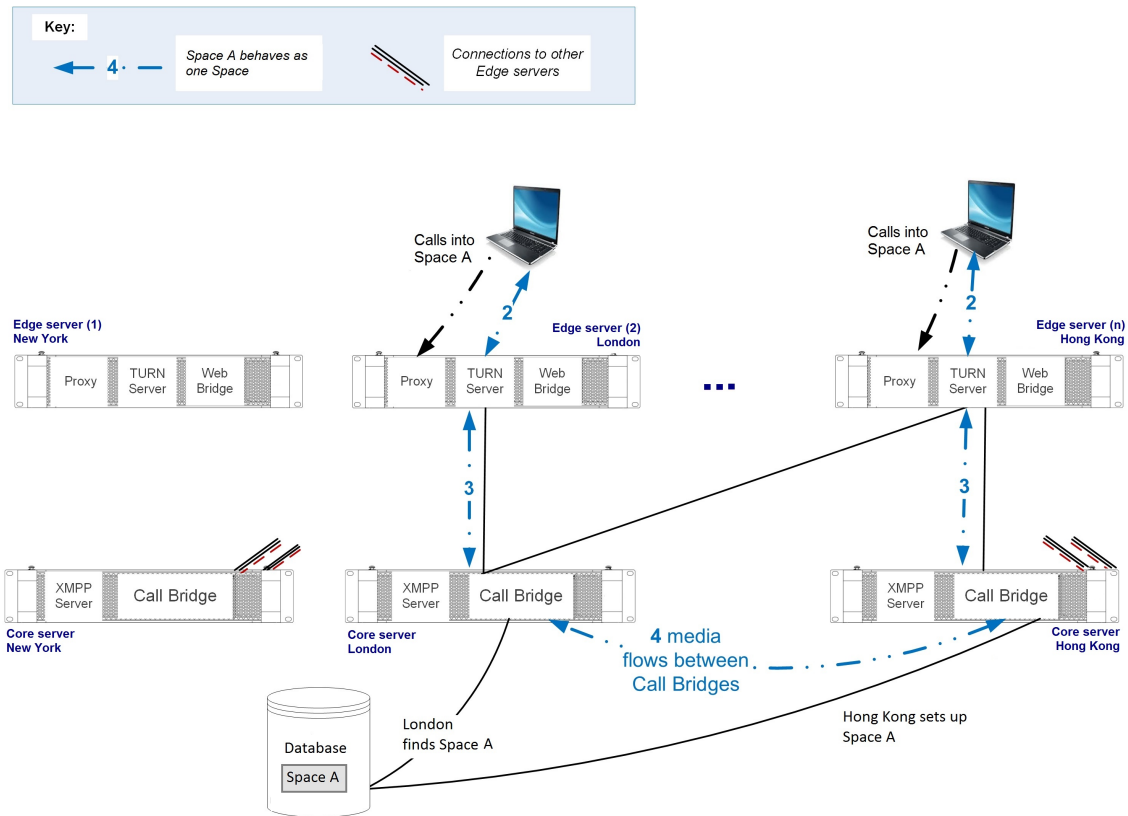 Key:
4
Space A behaves as
one Space
Connections to other
Edge servers
Calls into
Space A
Calls into
Space A
2
2
Edge server (1)
New York
Edge server (2)
London
Edge server (n)
Hong Kong
Proxy
TURN
Server
Web
Bridge
Proxy
TURN
Server
Web
Bridge
...
Proxy
TURN
Server
Web
Bridge
3
3
XMPP
Server
Call Bridge
XMPP
Server
Call Bridge
XMPP
Server
Call Bridge
Core server
New York
Core server
London
Core server
Hong Kong
4 media
flows between
Call Bridges
London
finds Space A
Hong Kong sets up
Space A
Database
Space A